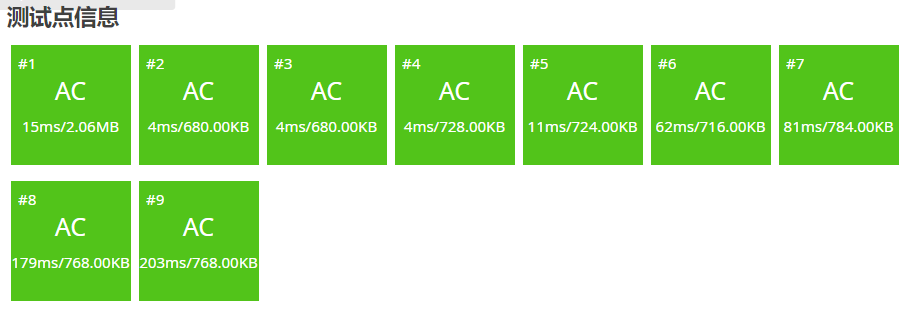 测试点信息
#1 #2 #3 #4 #5 #6 #7
AC AC AC AC AC AC AC
15ms/2.06MB 4ms/680.00KB 4ms/680.00KB 4ms/728.00KB 11ms/724.00KB 62ms/716.00KB 81ms/784.00KB
#8 #9
AC AC
179ms/768.00KB 203ms/768.00KB